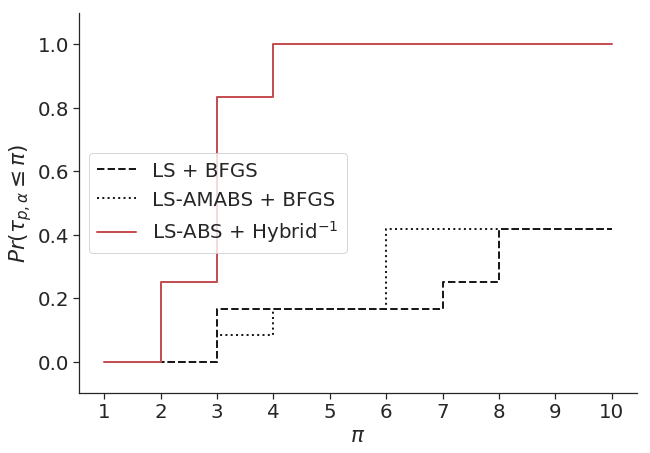 1.0
0.8
0.6
0.4
0.2
0.0
Pr(τp,α ≤ π)
LS + BFGS
LS-AMABS + BFGS
LS-ABS + Hybrid⁻¹
1 2 3 4 5 6 7 8 9 10
π